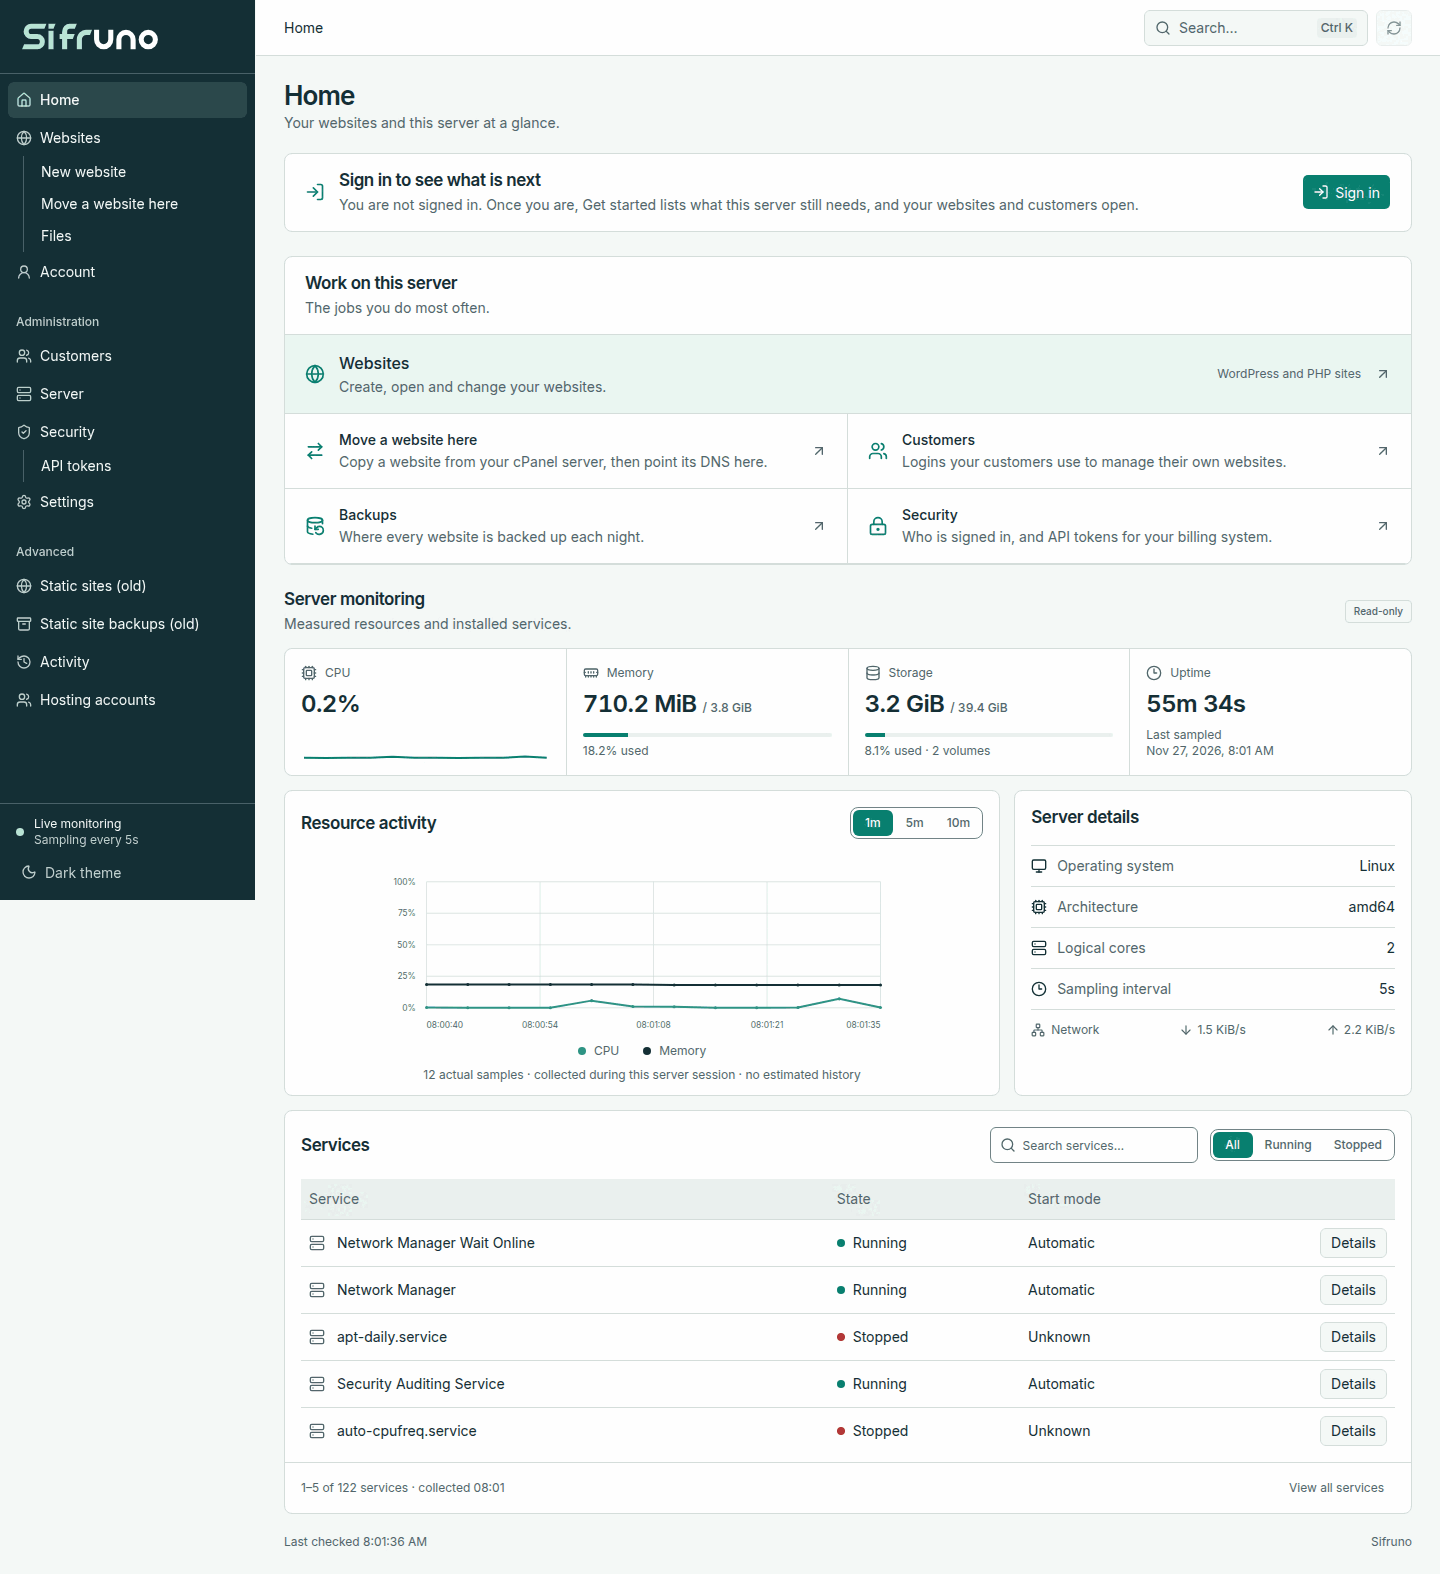 Sifruno
Home
Websites
New website
Move a website here
Files
Account
Administration
Customers
Server
Security
API tokens
Settings
Advanced
Static sites (old)
Static site backups (old)
Activity
Hosting accounts
Live monitoring
Sampling every 5s
Dark theme
Home
Search...
Ctrl K
Home
Your websites and this server at a glance.
Sign in to see what is next
You are not signed in. Once you are, Get started lists what this server still needs, and your websites and customers open.
Sign in
Work on this server
The jobs you do most often.
Websites
Create, open and change your websites.
WordPress and PHP sites
Move a website here
Copy a website from your cPanel server, then point its DNS here.
Customers
Logins your customers use to manage their own websites.
Backups
Where every website is backed up each night.
Security
Who is signed in, and API tokens for your billing system.
Server monitoring
Measured resources and installed services.
Read-only
CPU
0.2%
Memory
710.2 MiB / 3.8 GiB
18.2% used
Storage
3.2 GiB / 39.4 GiB
8.1% used · 2 volumes
Uptime
55m 34s
Last sampled
Nov 27, 2026, 8:01 AM
Resource activity
1m 5m 10m
100%
75%
50%
25%
0%
08:00:40 08:00:54 08:01:08 08:01:21 08:01:35
CPU Memory
12 actual samples · collected during this server session · no estimated history
Server details
Operating system Linux
Architecture amd64
Logical cores 2
Sampling interval 5s
Network 1.5 KiB/s 2.2 KiB/s
Services
Search services...
All Running Stopped
Service State Start mode
Network Manager Wait Online Running Automatic Details
Network Manager Running Automatic Details
apt-daily.service Stopped Unknown Details
Security Auditing Service Running Automatic Details
auto-cpufreq.service Stopped Unknown Details
1–5 of 122 services · collected 08:01
View all services
Last checked 8:01:36 AM
Sifruno